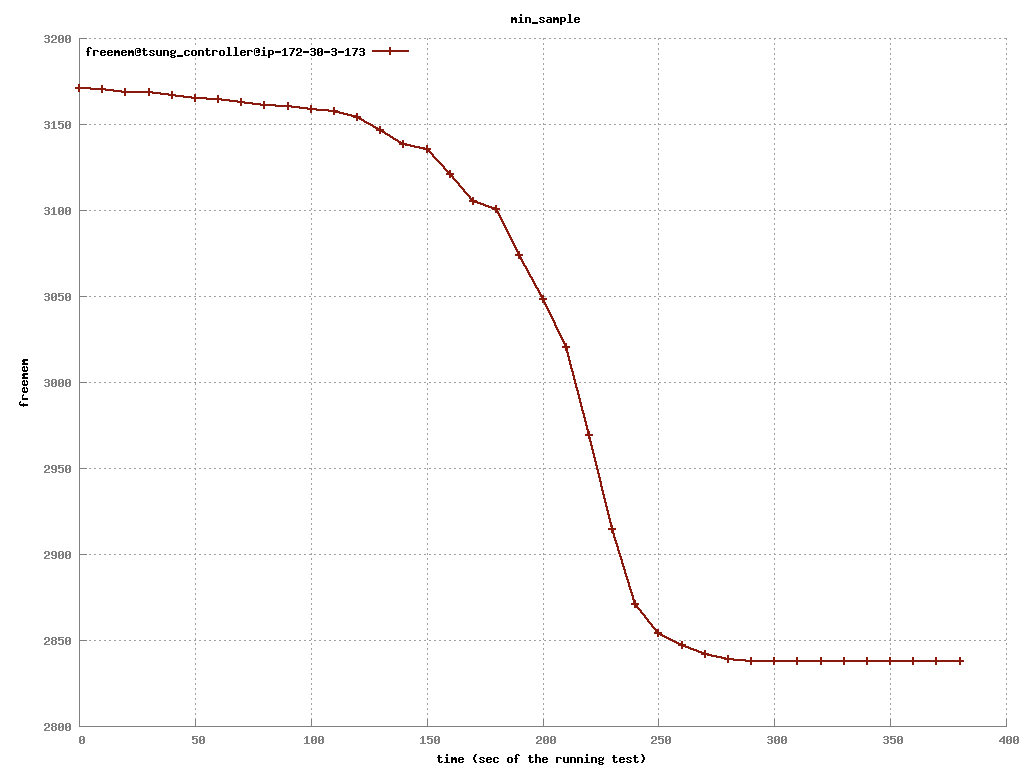 min_sample
3200
freemem@tsung_controller@ip-172-30-3-173
3150
3100
3050
3000
freemem
2950
2900
2850
2800
0 50 100 150 200 250 300 350 400
time (sec of the running test)